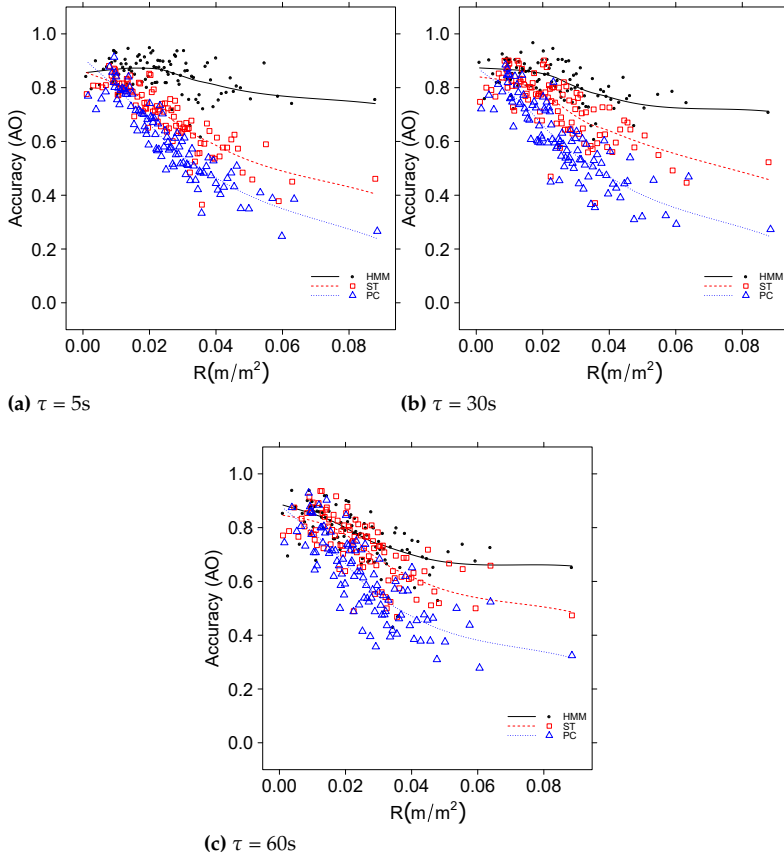 1.0
0.8
0.6
0.4
0.2
0.0
Accuracy (AO)
HMM
ST
PC
0.00 0.02 0.04 0.06 0.08
R(m/m²)
(a) τ = 5s
1.0
0.8
0.6
0.4
0.2
0.0
Accuracy (AO)
HMM
ST
PC
0.00 0.02 0.04 0.06 0.08
R(m/m²)
(b) τ = 30s
1.0
0.8
0.6
0.4
0.2
0.0
Accuracy (AO)
HMM
ST
PC
0.00 0.02 0.04 0.06 0.08
R(m/m²)
(c) τ = 60s